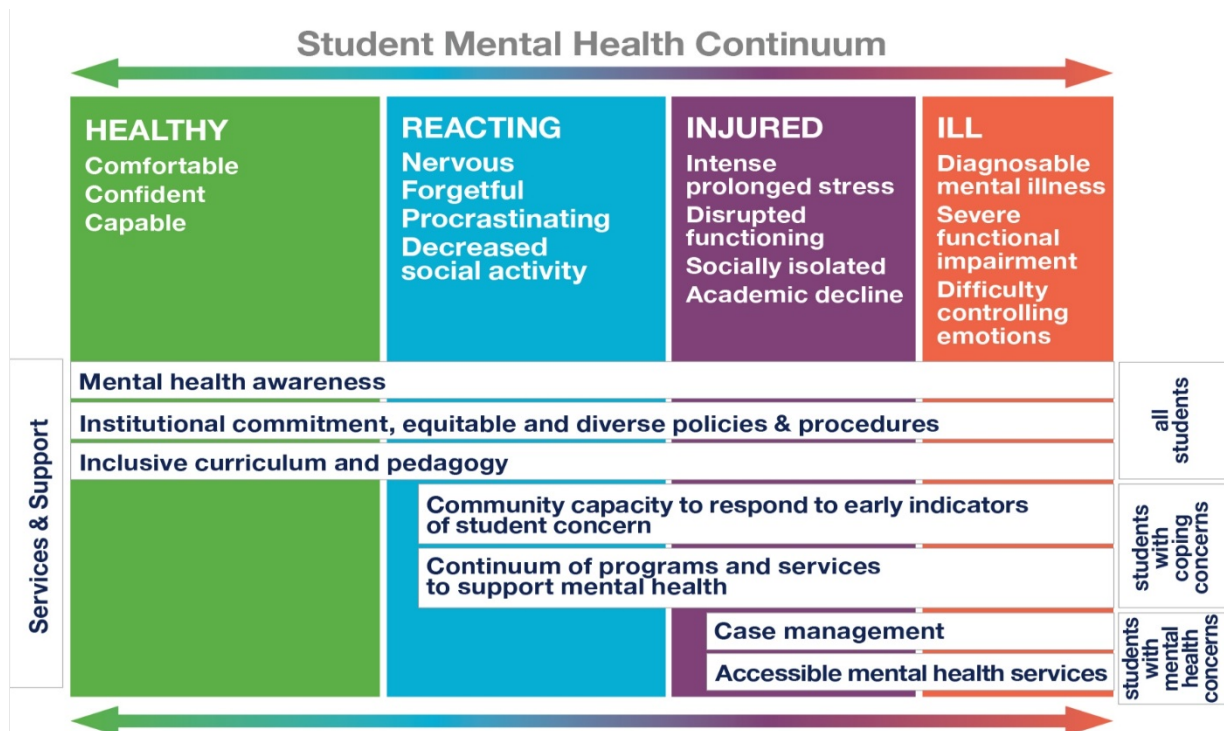 Student Mental Health Continuum
HEALTHY
Comfortable
Confident
Capable
REACTING
Nervous
Forgetful
Procrastinating
Decreased
social activity
INJURED
Intense
prolonged stress
Disrupted
functioning
Socially isolated
Academic decline
ILL
Diagnosable
mental illness
Severe
functional
impairment
Difficulty
controlling
emotions
Services & Support
Mental health awareness
Institutional commitment, equitable and diverse policies & procedures
Inclusive curriculum and pedagogy
all
students
Community capacity to respond to early indicators
of student concern
Continuum of programs and services
to support mental health
students
with
coping
concerns
Case management
Accessible mental health services
students
with
mental
health
concerns